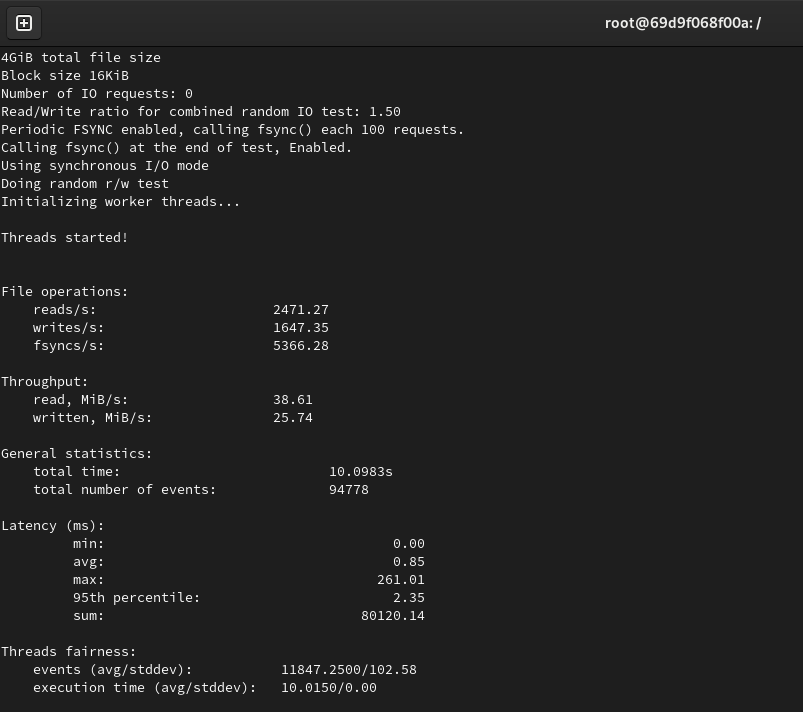 root@69d9f068f00a: /
4GiB total file size
Block size 16KiB
Number of IO requests: 0
Read/Write ratio for combined random IO test: 1.50
Periodic FSYNC enabled, calling fsync() each 100 requests.
Calling fsync() at the end of test, Enabled.
Using synchronous I/O mode
Doing random r/w test
Initializing worker threads...
Threads started!
File operations:
reads/s: 2471.27
writes/s: 1647.35
fsyncs/s: 5366.28
Throughput:
read, MiB/s: 38.61
written, MiB/s: 25.74
General statistics:
total time: 10.0983s
total number of events: 94778
Latency (ms):
min: 0.00
avg: 0.85
max: 261.01
95th percentile: 2.35
sum: 80120.14
Threads fairness:
events (avg/stddev): 11847.2500/102.58
execution time (avg/stddev): 10.0150/0.00